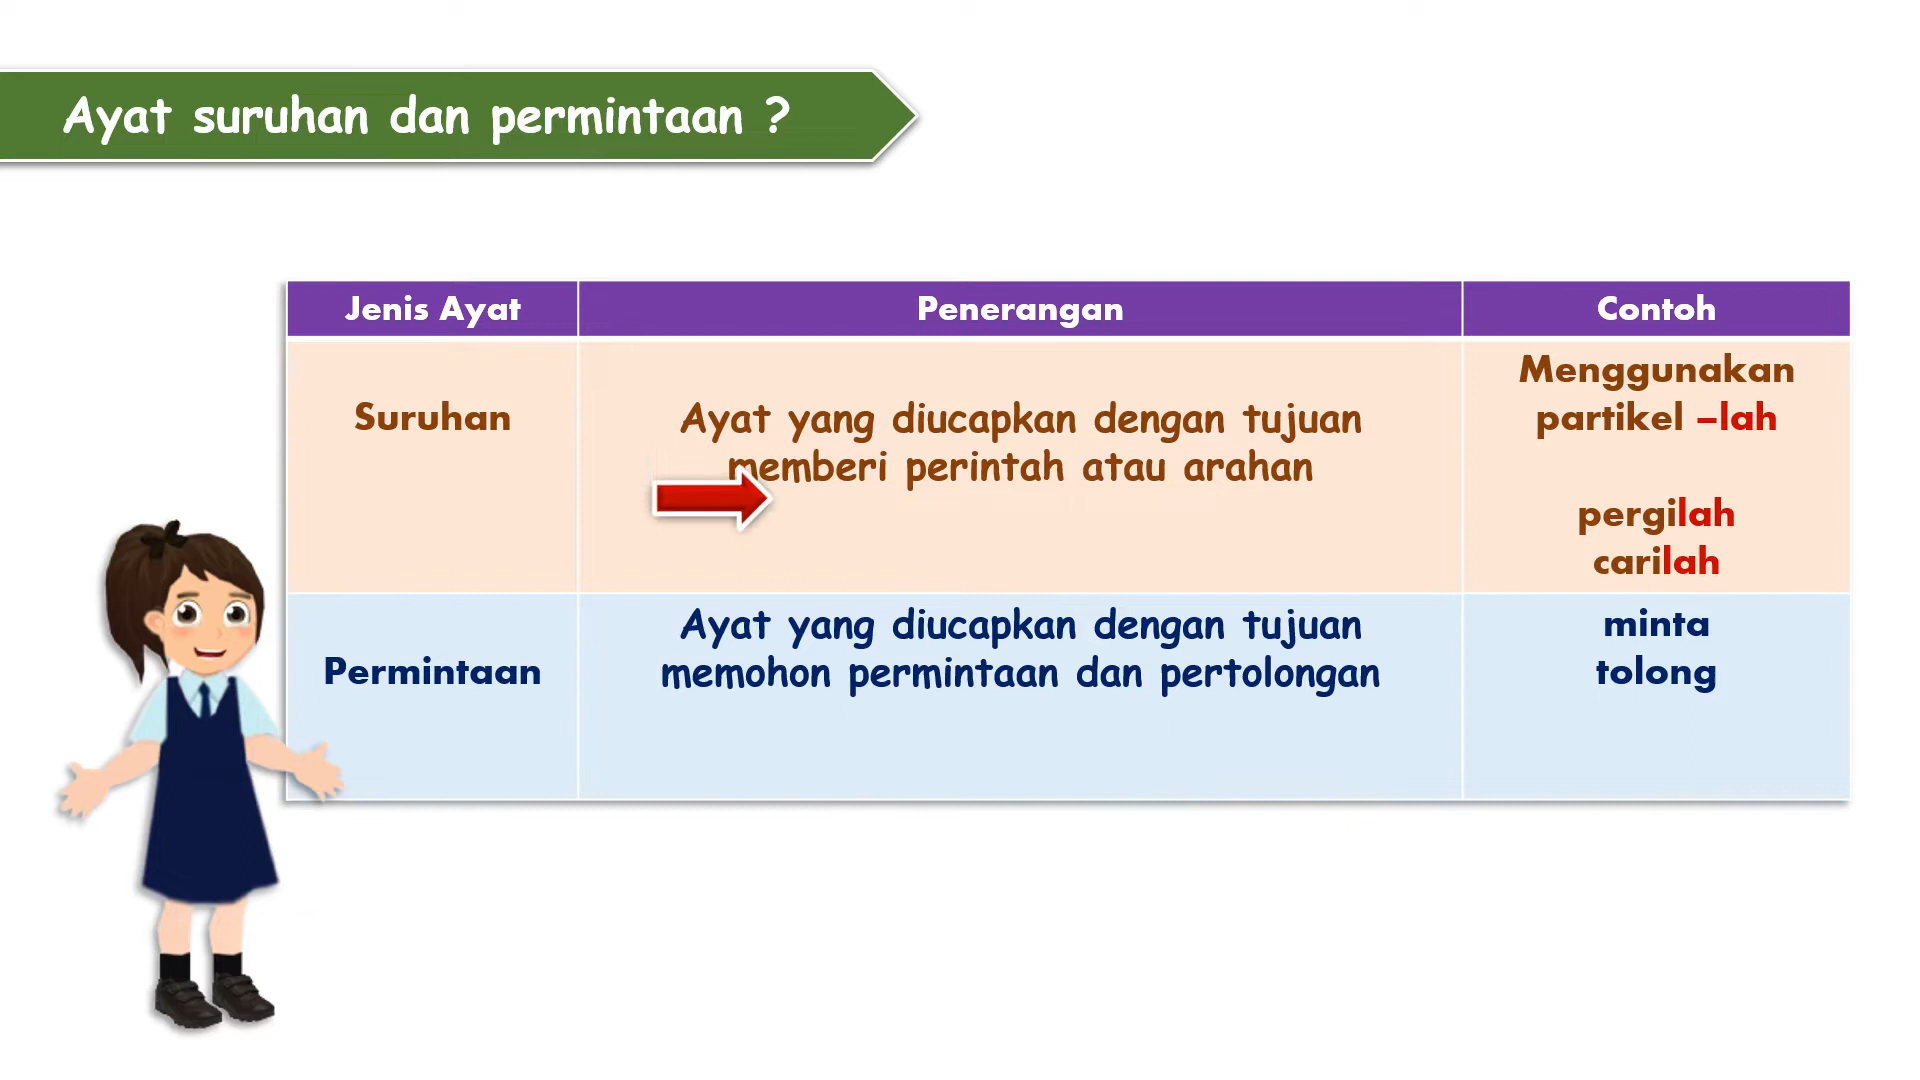 Ayat suruhan dan permintaan ?
Jenis Ayat
Penerangan
Contoh
Suruhan
Ayat yang diucapkan dengan tujuan
memberi perintah atau arahan
Menggunakan
partikel –lah
pergilah
carilah
Permintaan
Ayat yang diucapkan dengan tujuan
memohon permintaan dan pertolongan
minta
tolong